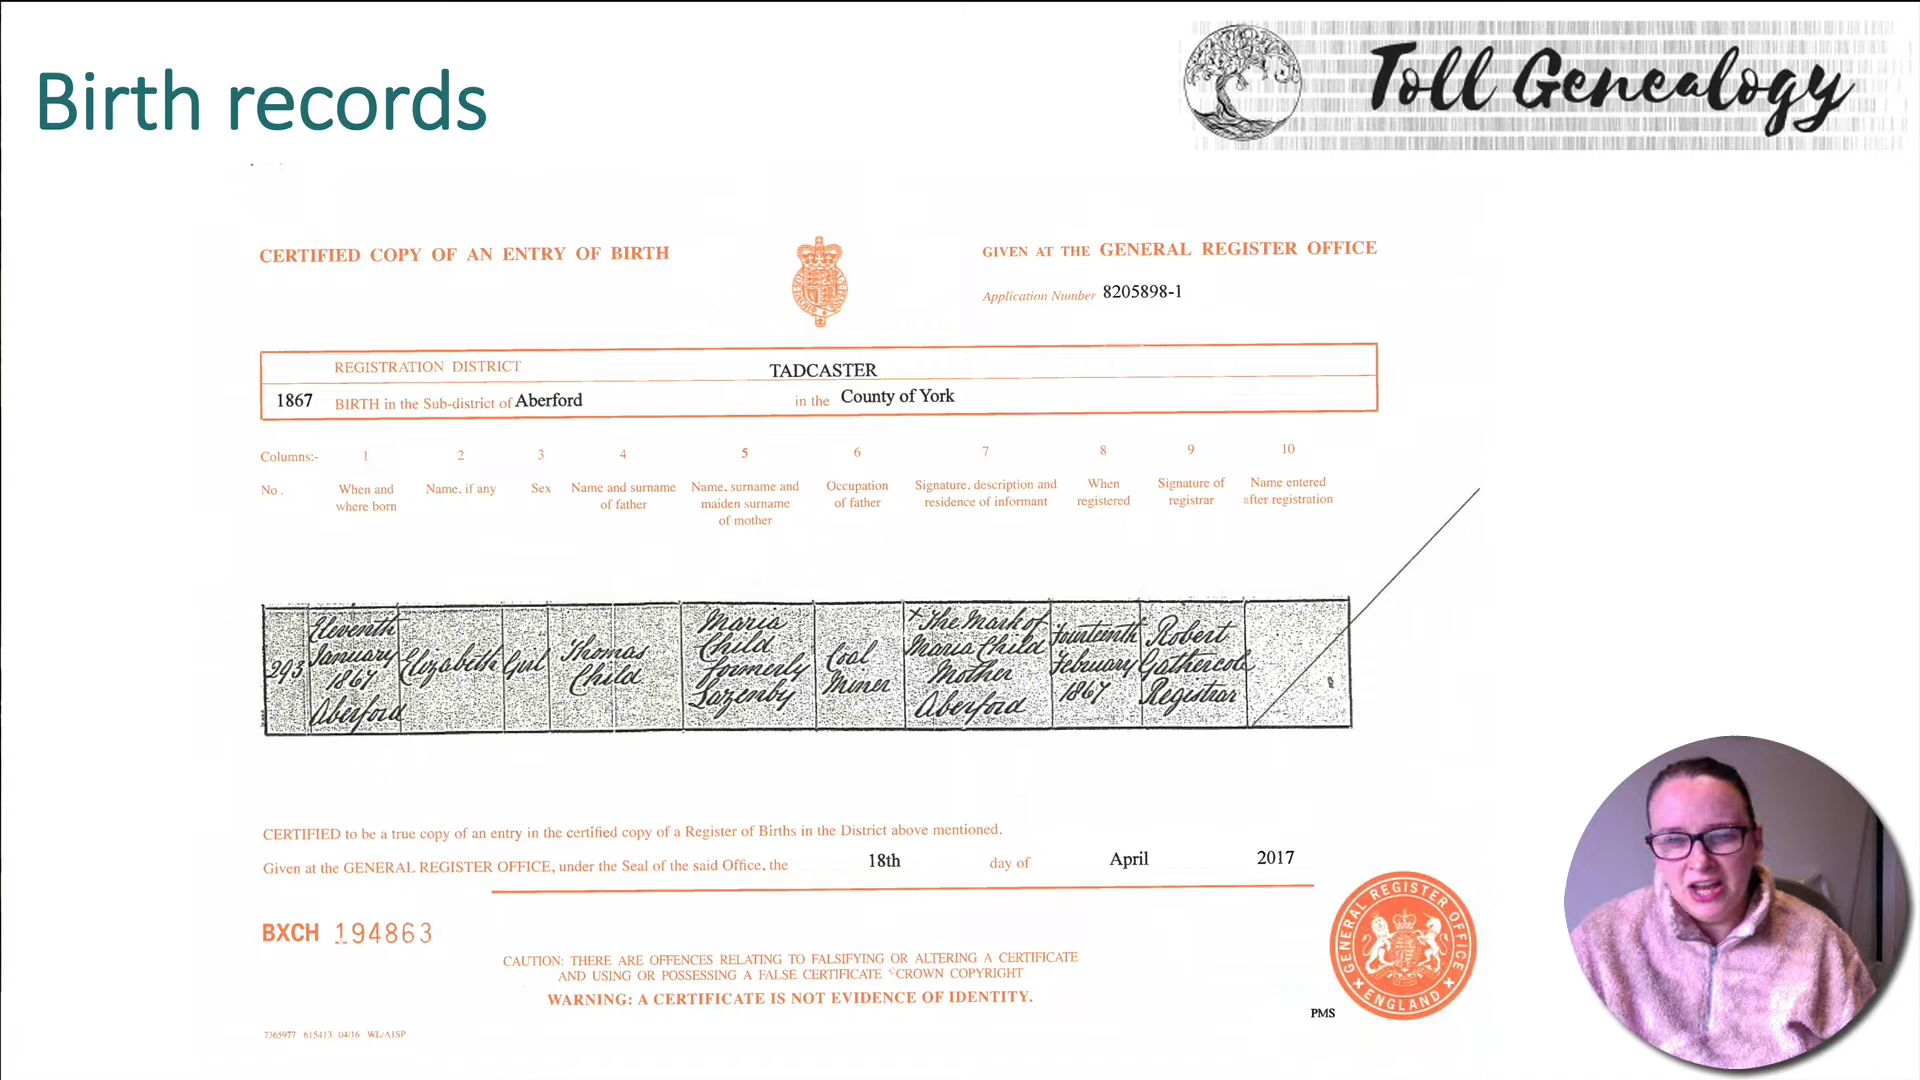 Birth records
Toll Genealogy
CERTIFIED COPY OF AN ENTRY OF BIRTH
GIVEN AT THE GENERAL REGISTER OFFICE
Application Number 8205898-1
REGISTRATION DISTRICT TADCASTER
1867 BIRTH in the Sub-district of Aberford in the County of York
Columns:- 1 2 3 4 5 6 7 8 9 10
No. When and Name, if any Sex Name and surname Name, surname and Occupation Signature, description and When Signature of Name entered
where born of father maiden surname of father residence of informant registered registrar after registration
of mother
293
Eleventh
January
1867
Aberford
Elizabeth
Girl
Thomas
Child
Maria
Child
formerly
Lazenby
Coal
Miner
X The Mark of
Maria Child
Mother
Aberford
Fourteenth
February
1867
Robert
Gathercole
Registrar
CERTIFIED to be a true copy of an entry in the certified copy of a Register of Births in the District above mentioned.
Given at the GENERAL REGISTER OFFICE, under the Seal of the said Office, the 18th day of April 2017
BXCH 194863
CAUTION: THERE ARE OFFENCES RELATING TO FALSIFYING OR ALTERING A CERTIFICATE
AND USING OR POSSESSING A FALSE CERTIFICATE ©CROWN COPYRIGHT
WARNING: A CERTIFICATE IS NOT EVIDENCE OF IDENTITY.
GENERAL REGISTER OFFICE
ENGLAND
PMS
7365977 615413 04/16 WL/A1SP